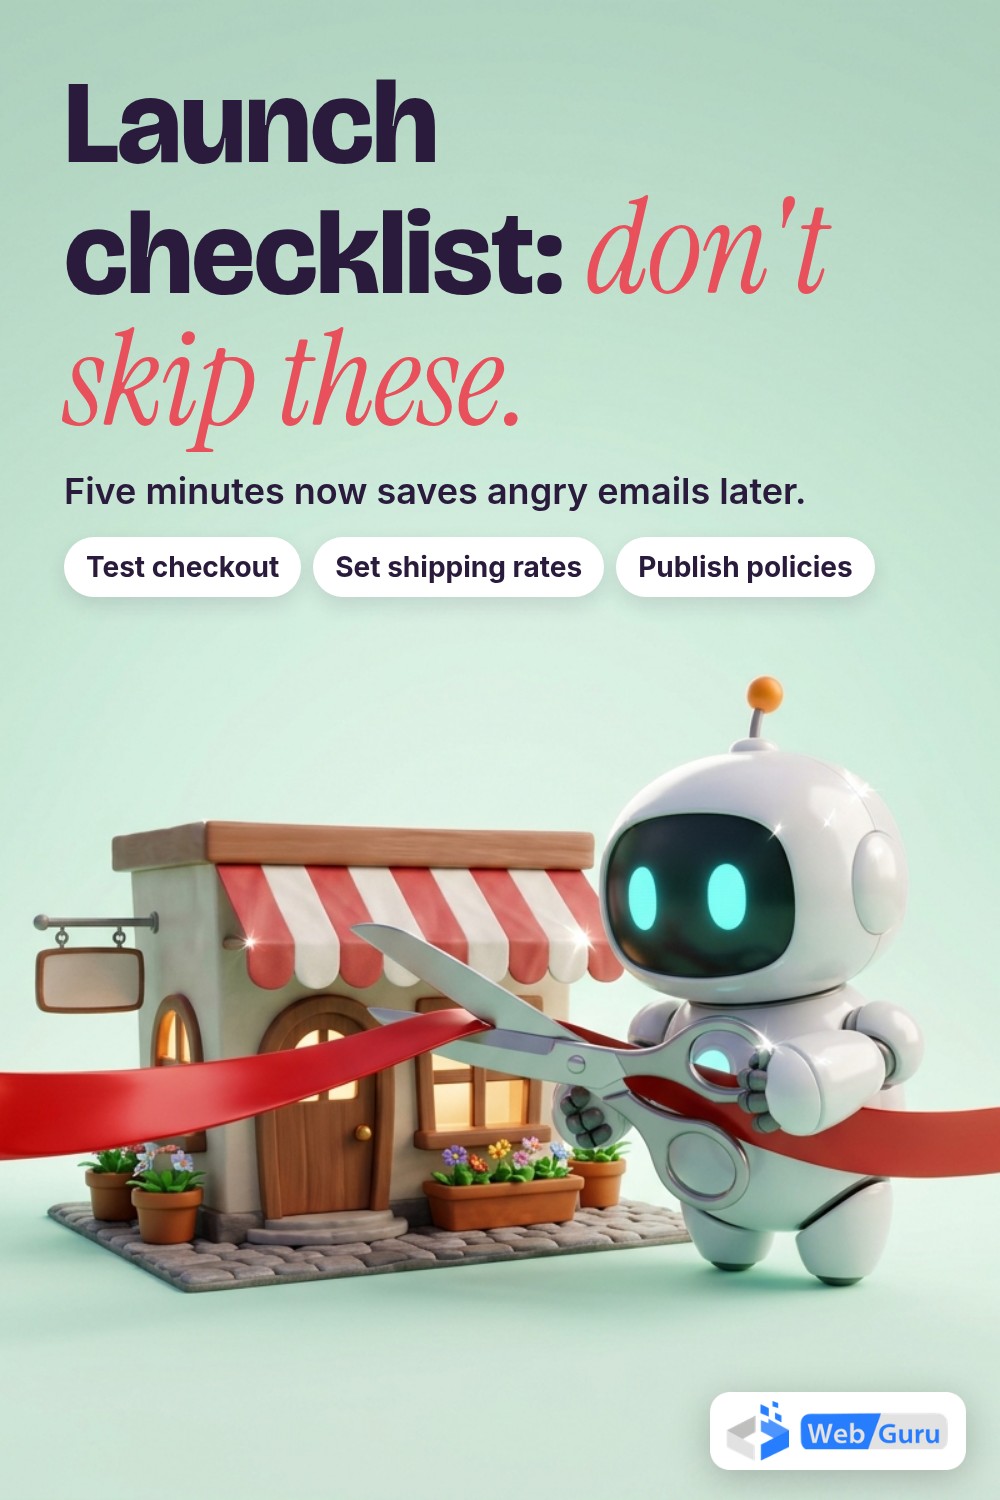 Launch
checklist: don't
skip these.
Five minutes now saves angry emails later.
Test checkout Set shipping rates Publish policies
Web Guru